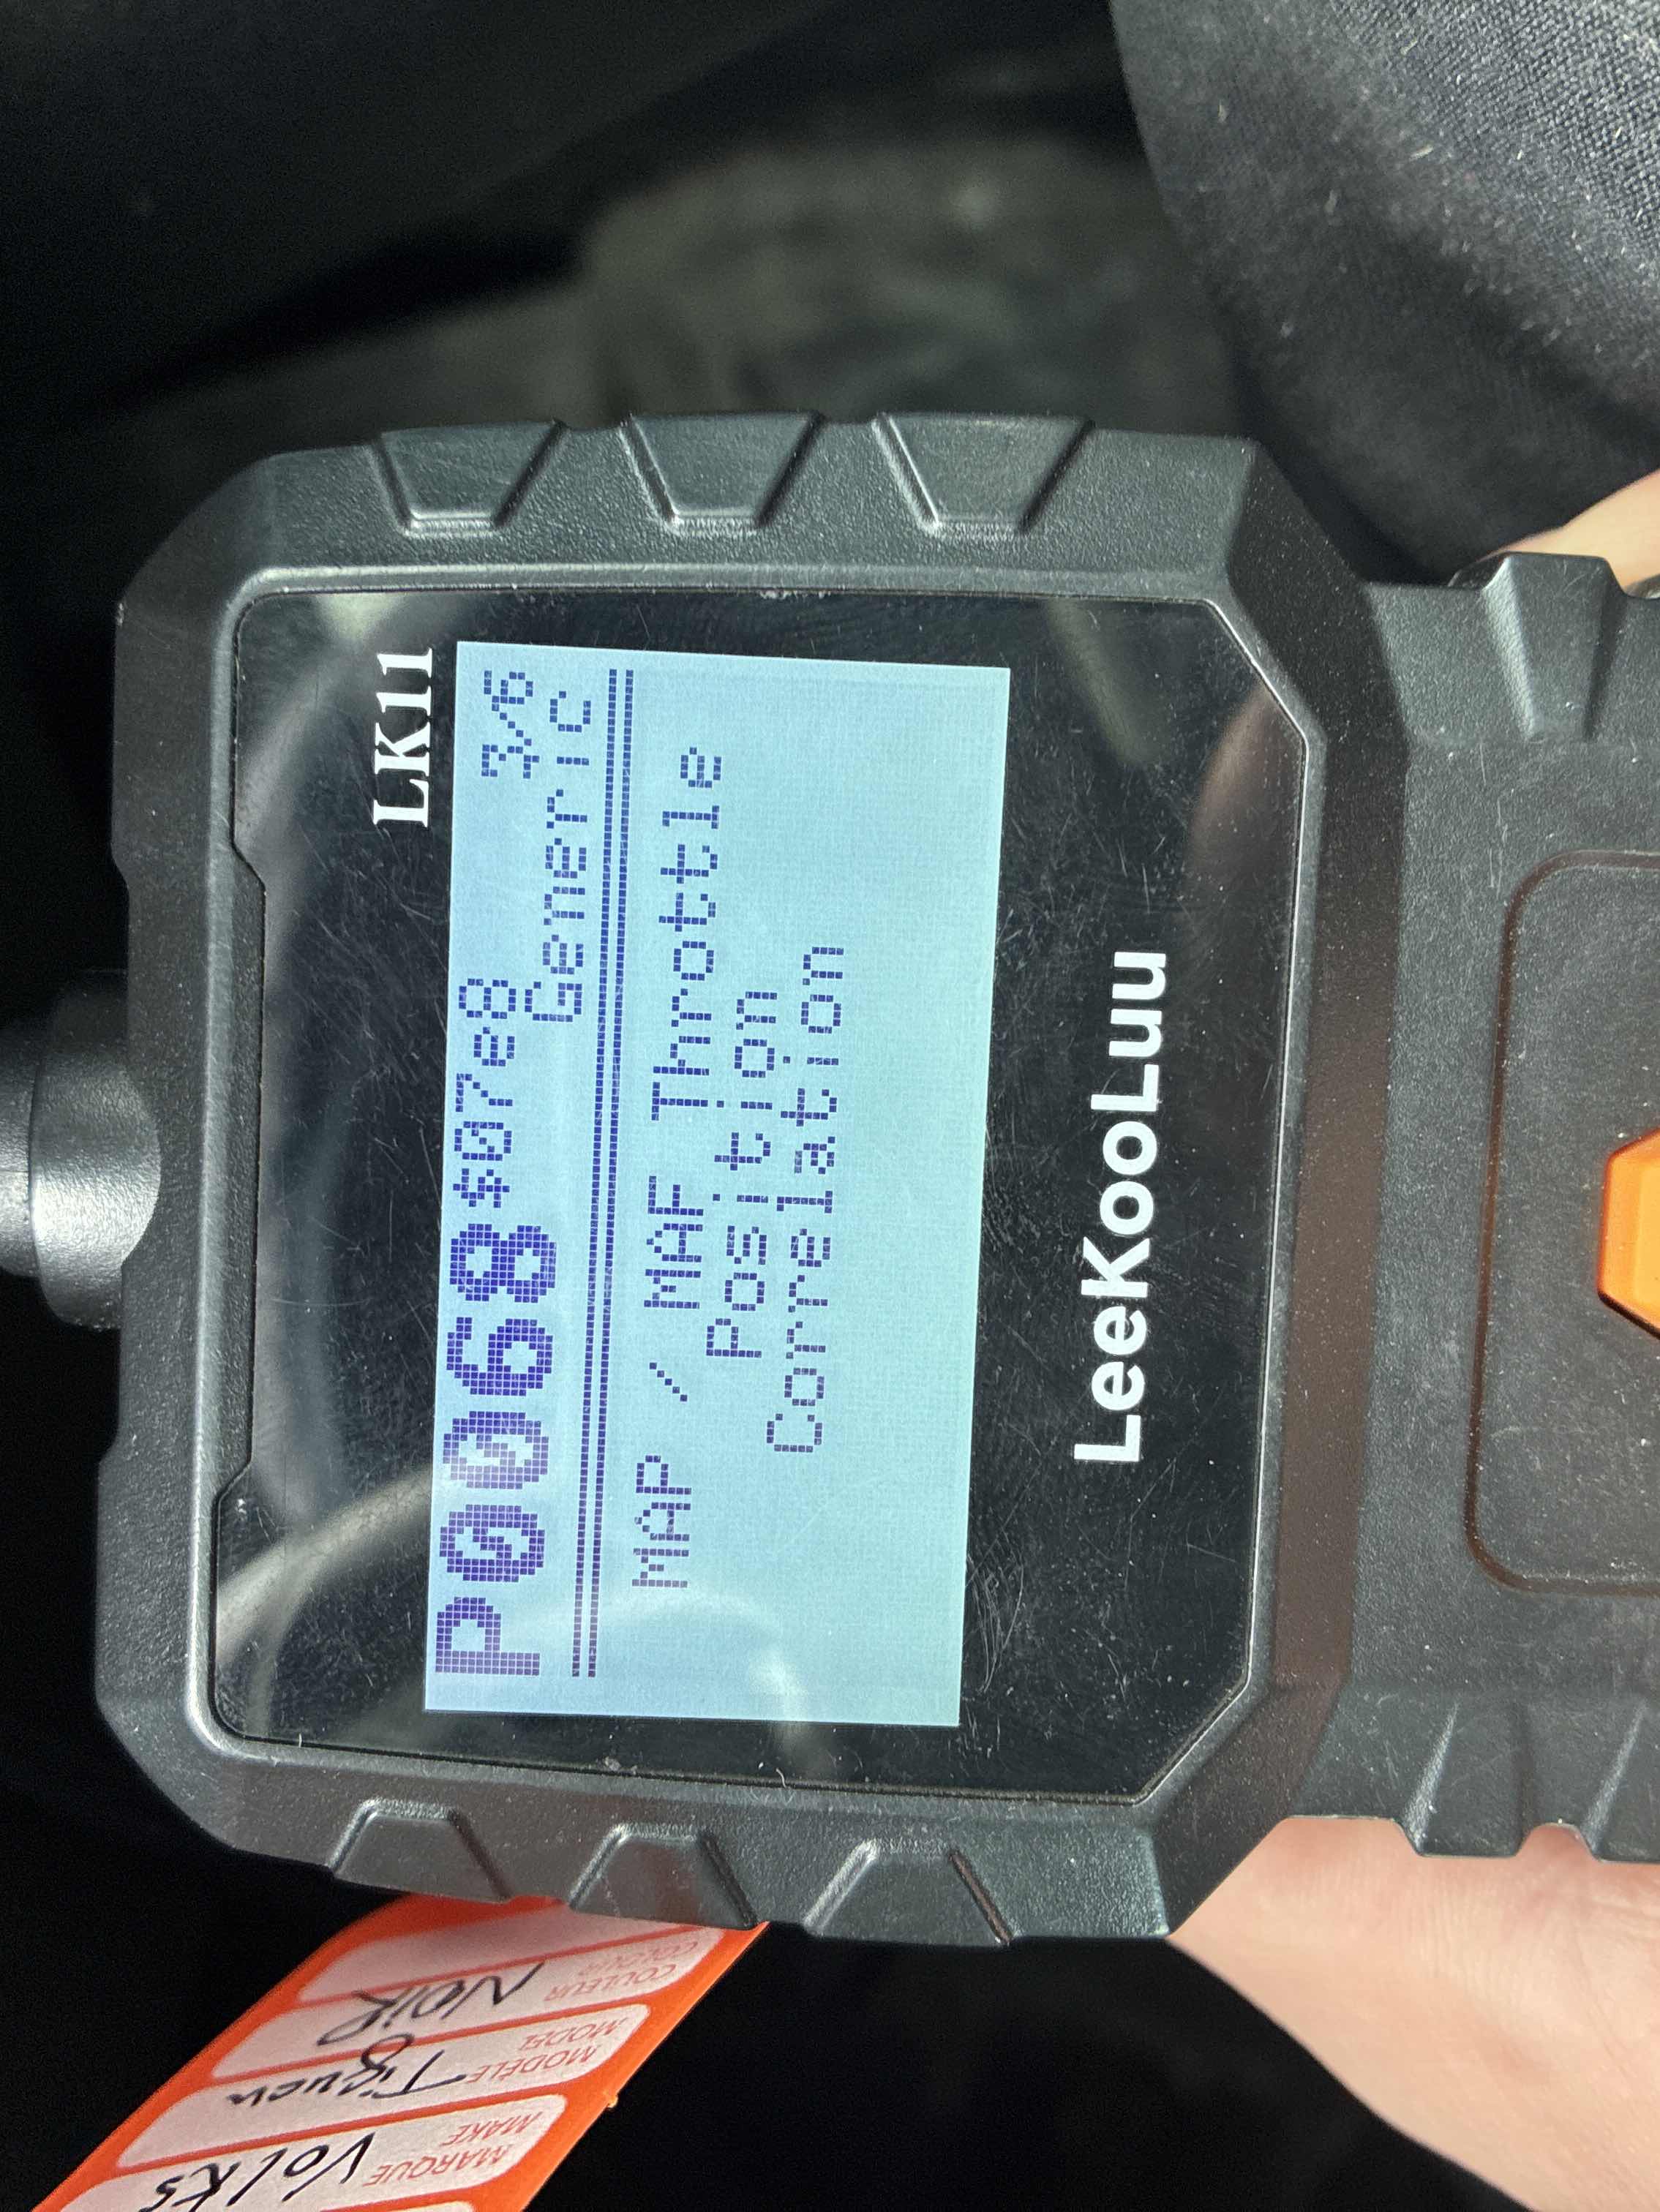 LK11
P0068 $07e8 3/6
Generic
MAP / MAF Throttle
Position
Correlation
LeeKooLuu
COULEUR
COLOUR
NOIR
MODÈLE
MODEL
Tiguan
MARQUE
MAKE
Volks